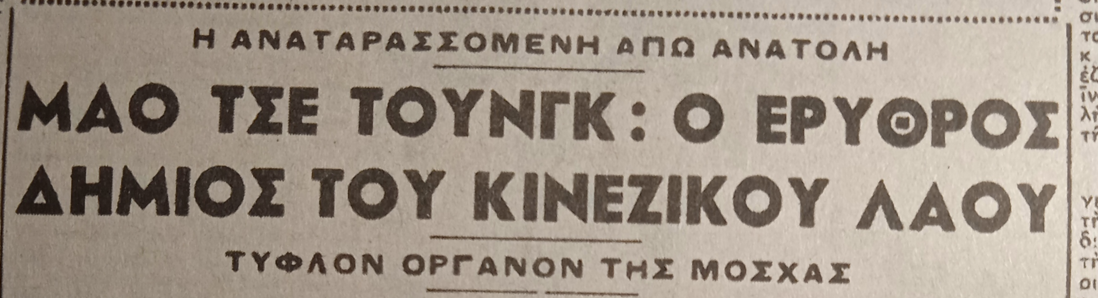 Η ΑΝΑΤΑΡΑΣΣΟΜΕΝΗ ΑΠΩ ΑΝΑΤΟΛΗ
ΜΑΟ ΤΣΕ ΤΟΥΝΓΚ: Ο ΕΡΥΘΡΟΣ
ΔΗΜΙΟΣ ΤΟΥ ΚΙΝΕΖΙΚΟΥ ΛΑΟΥ
ΤΥΦΛΟΝ ΟΡΓΑΝΟΝ ΤΗΣ ΜΟΣΧΑΣ